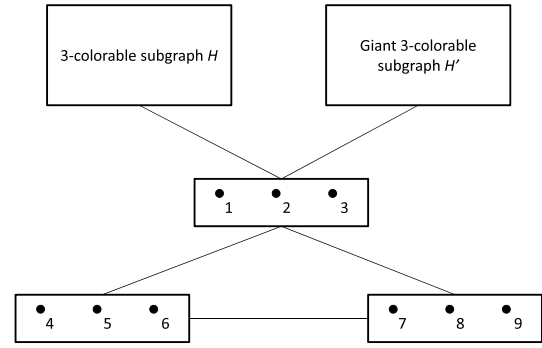 3-colorable subgraph H
Giant 3-colorable
subgraph H’
1 2 3
4 5 6
7 8 9